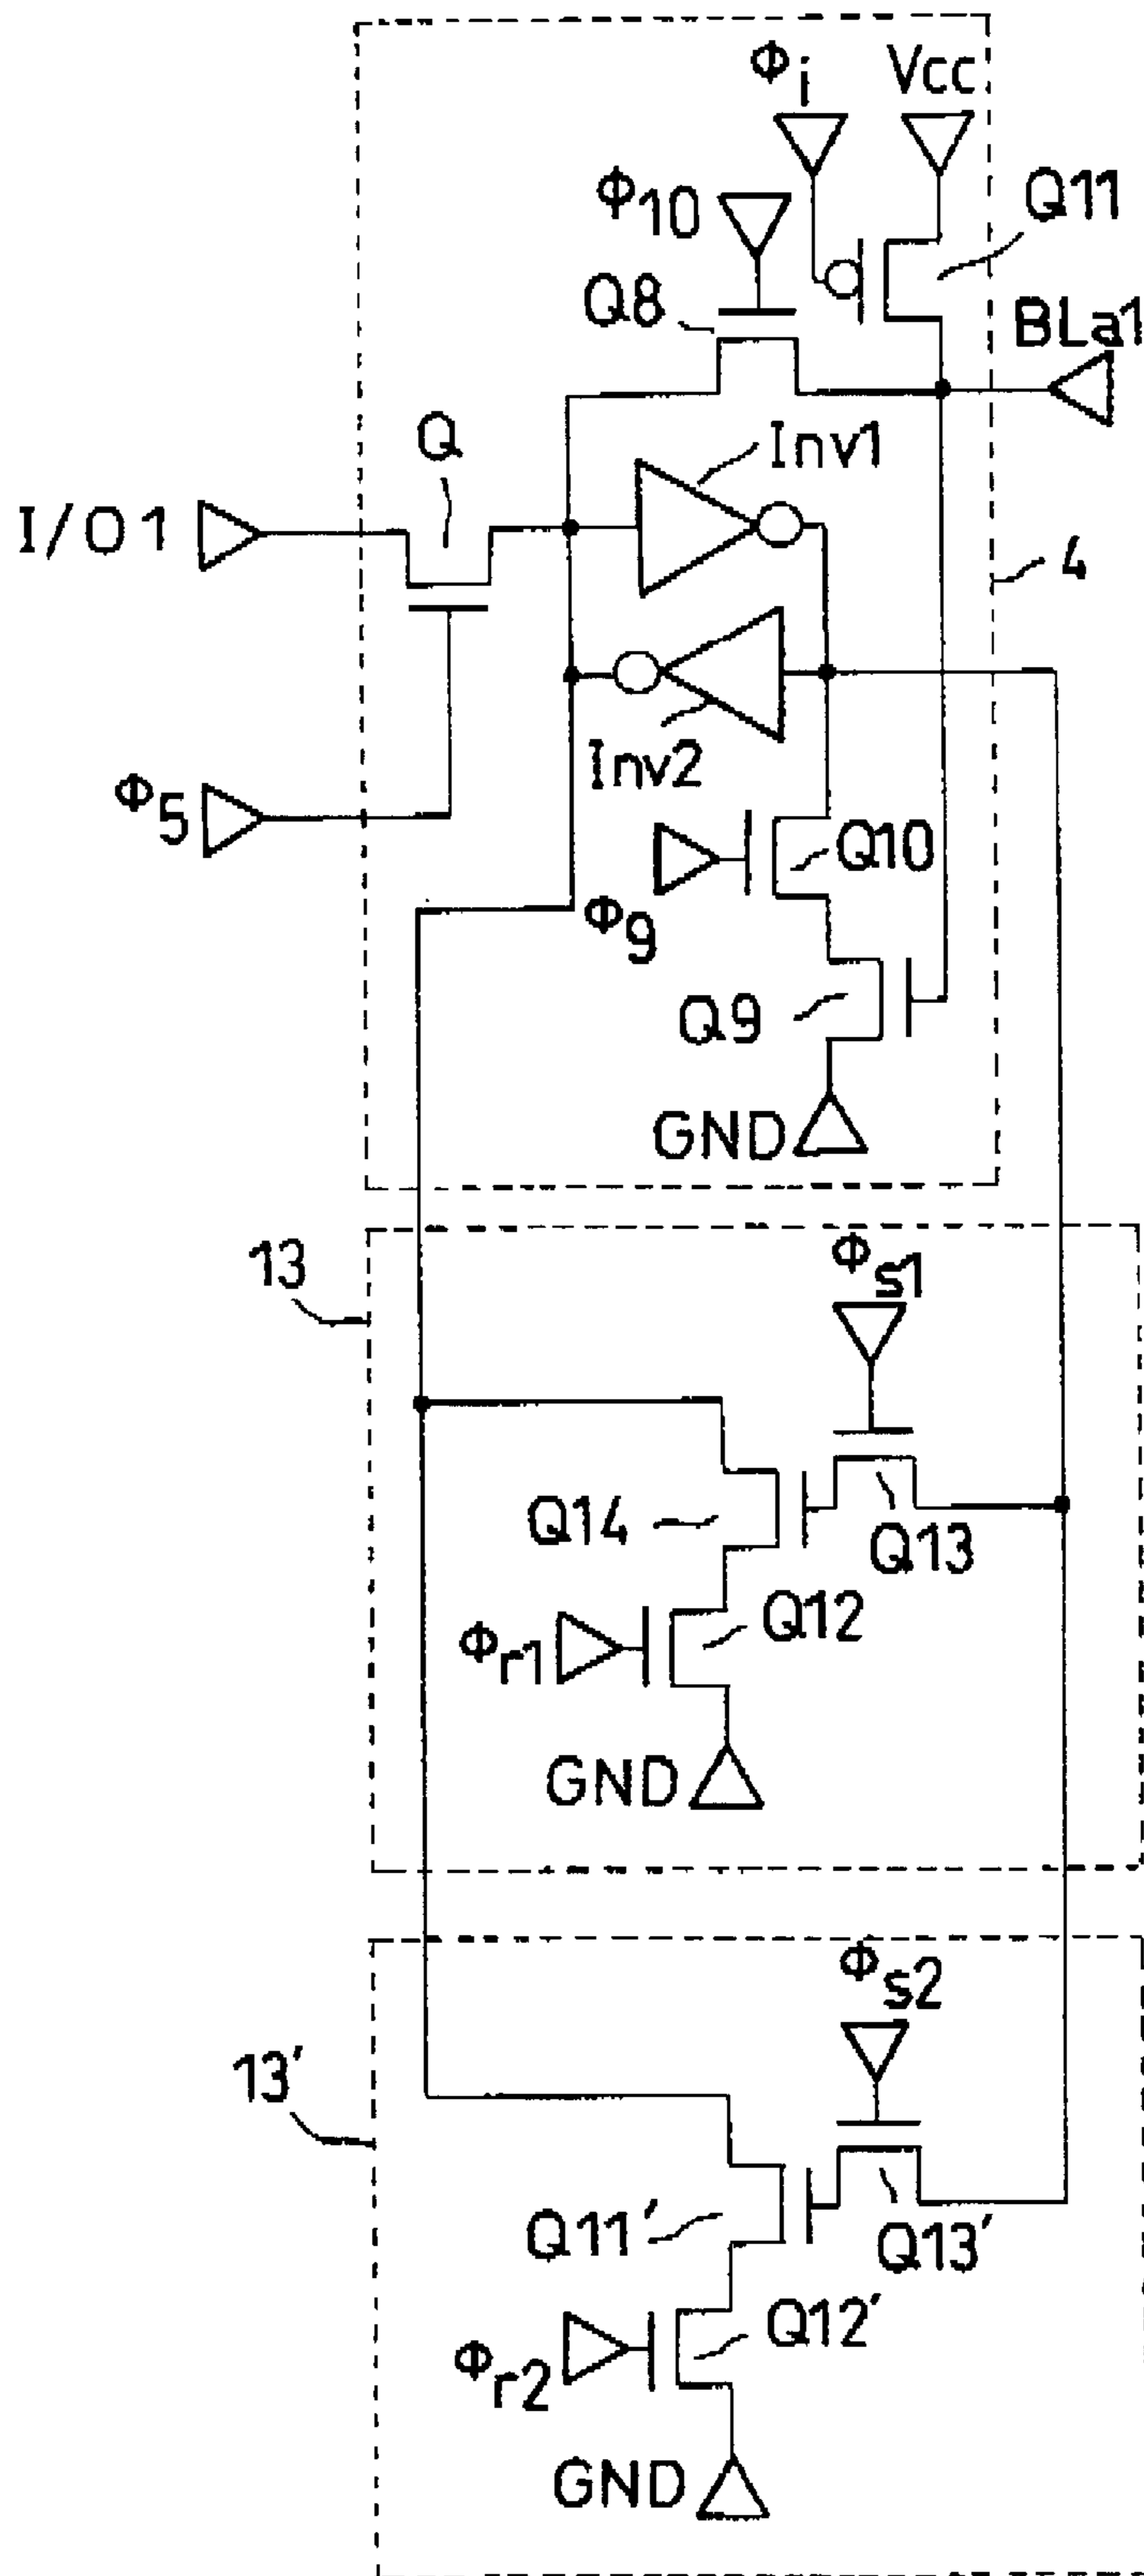 Φi
Vcc
Φ10
Q11
Q8
BLa1
Q
Inv1
I/O1
4
Inv2
Φ5
Q10
Φ9
Q9
GND
13
Φs1
Q14
Q13
Q12
Φr1
GND
Φs2
13'
Q11'
Q13'
Q12'
Φr2
GND